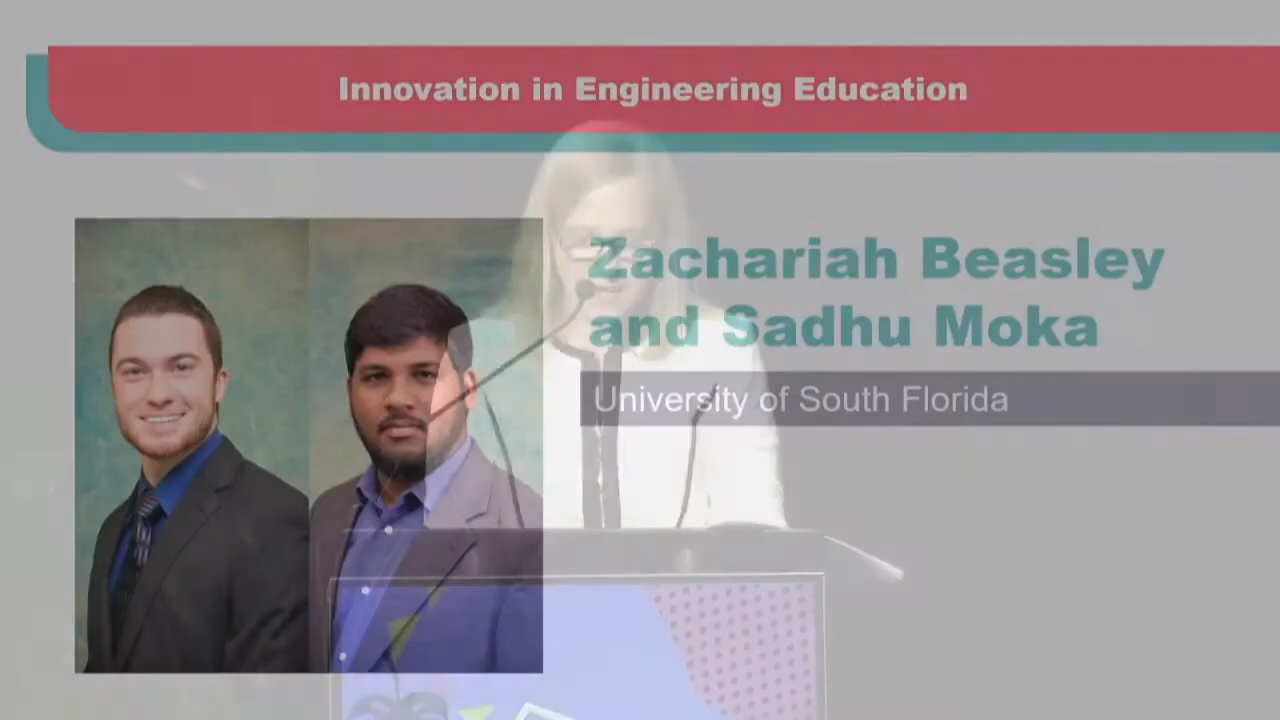 Innovation in Engineering Education
Zachariah Beasley
and Sadhu Moka
University of South Florida